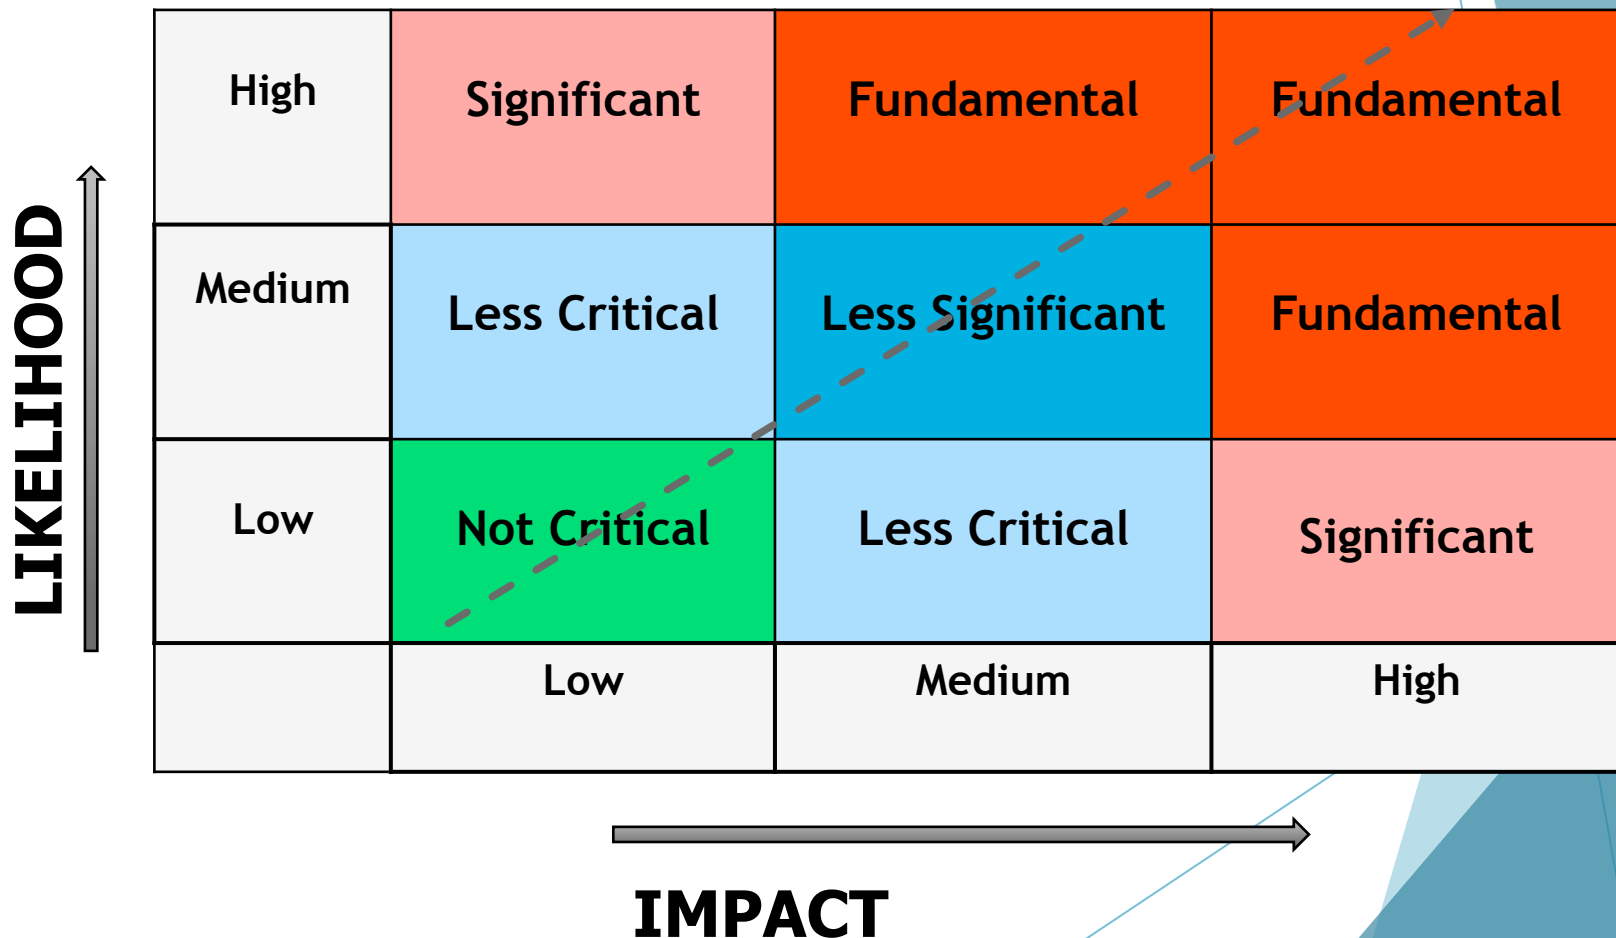 High Significant Fundamental Fundamental
Medium Less Critical Less Significant Fundamental
Low Not Critical Less Critical Significant
Low Medium High
LIKELIHOOD
IMPACT